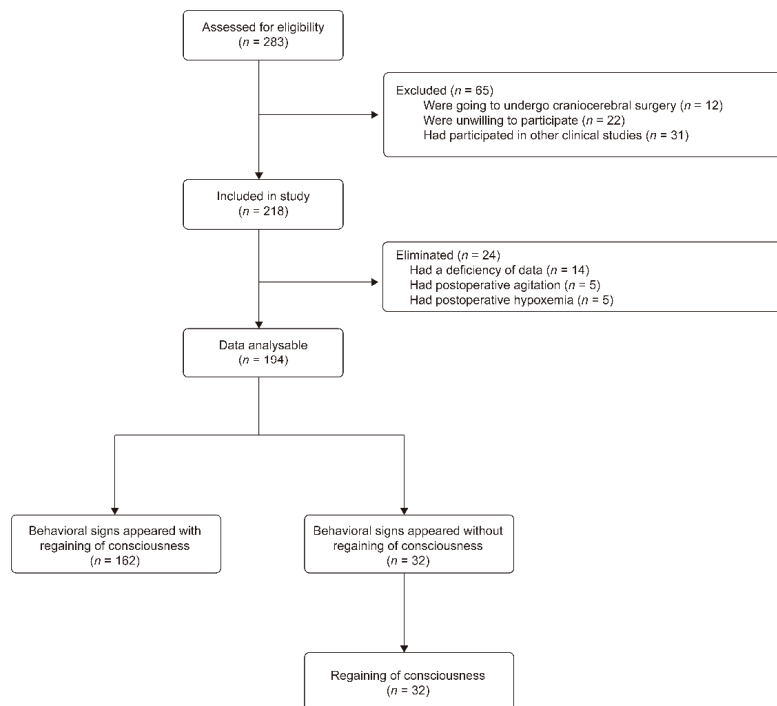 Assessed for eligibility
(n = 283)
Excluded (n = 65)
Were going to undergo craniocerebral surgery (n = 12)
Were unwilling to participate (n = 22)
Had participated in other clinical studies (n = 31)
Included in study
(n = 218)
Eliminated (n = 24)
Had a deficiency of data (n = 14)
Had postoperative agitation (n = 5)
Had postoperative hypoxemia (n = 5)
Data analysable
(n = 194)
Behavioral signs appeared with
regaining of consciousness
(n = 162)
Behavioral signs appeared without
regaining of consciousness
(n = 32)
Regaining of consciousness
(n = 32)